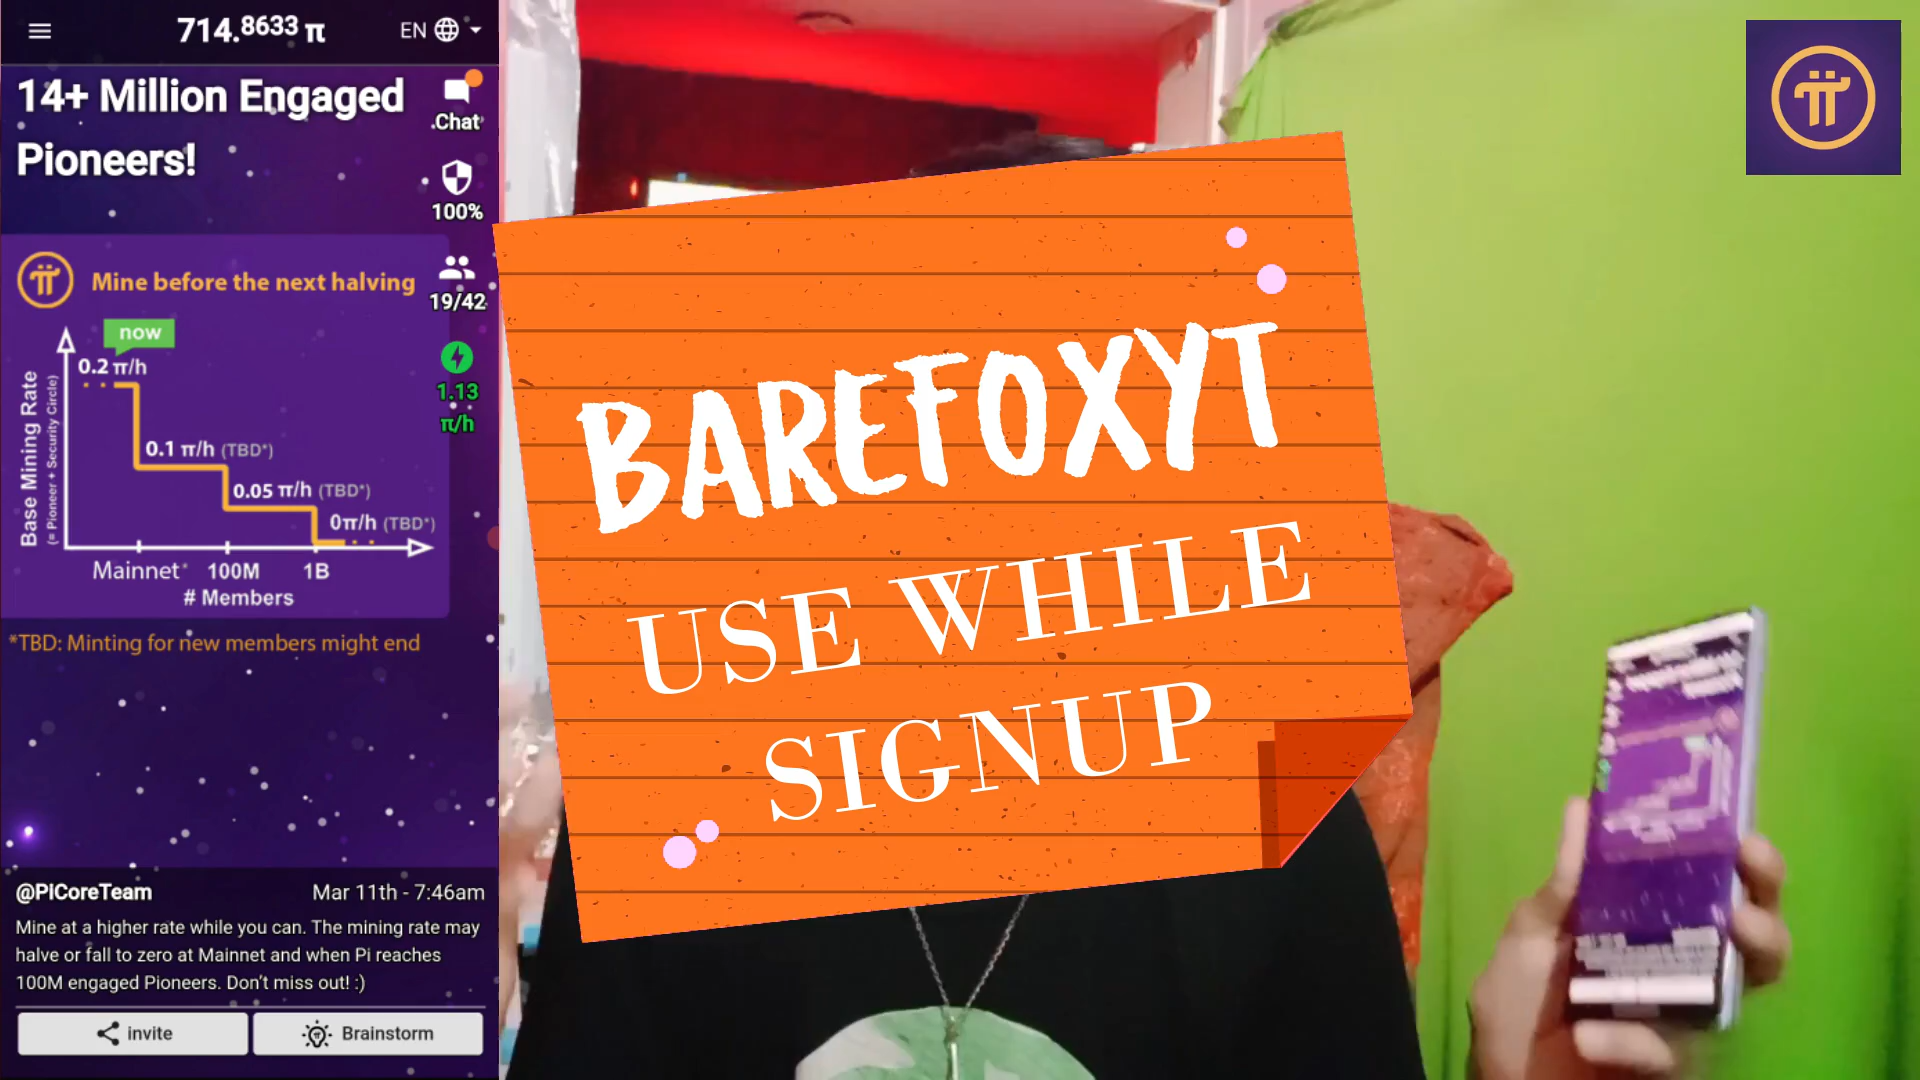 714.8633 π
EN
14+ Million Engaged
Pioneers!
Chat
100%
19/42
1.13
π/h
Mine before the next halving
now
0.2 π/h
0.1 π/h (TBD*)
0.05 π/h (TBD*)
0π/h (TBD*)
Base Mining Rate
(= Pioneer + Security Circle)
Mainnet* 100M 1B
# Members
*TBD: Minting for new members might end
@PiCoreTeam Mar 11th - 7:46am
Mine at a higher rate while you can. The mining rate may
halve or fall to zero at Mainnet and when Pi reaches
100M engaged Pioneers. Don't miss out! :)
invite
Brainstorm
BAREFOXYT
USE WHILE
SIGNUP